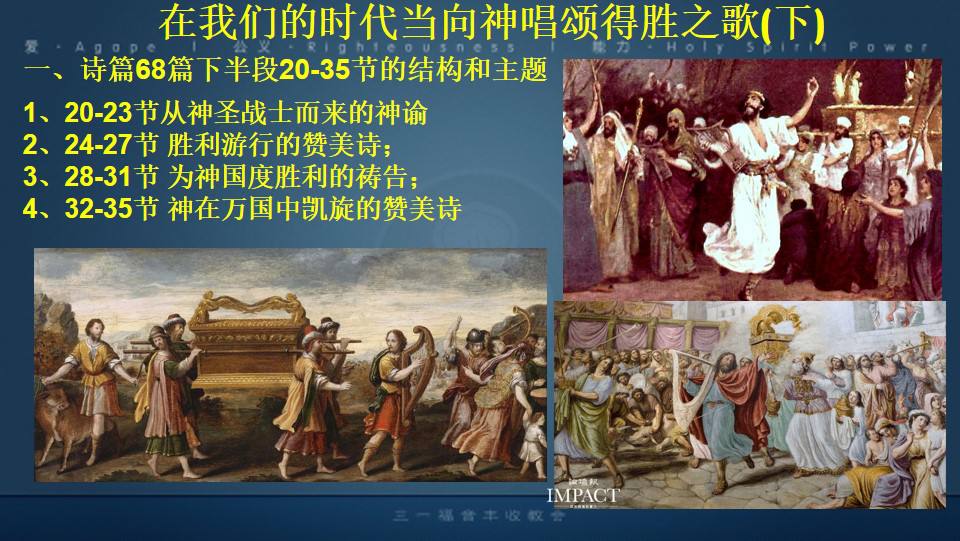 在我们的时代当向神唱颂得胜之歌(下)
爱·Agape | 公义·Righteousness | 能力·Holy Spirit Power
一、诗篇68篇下半段20-35节的结构和主题
1、20-23节从神圣战士而来的神谕
2、24-27节 胜利游行的赞美诗;
3、28-31节 为神国度胜利的祷告;
4、32-35节 神在万国中凯旋的赞美诗
IMPACT
三一福音丰收教会